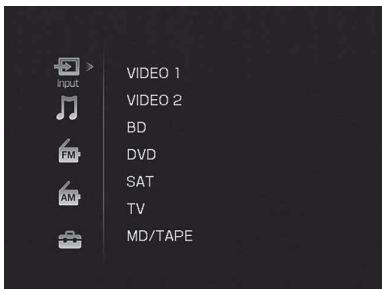 input
VIDEO 1
VIDEO 2
BD
FM
DVD
SAT
AM
TV
MD/TAPE